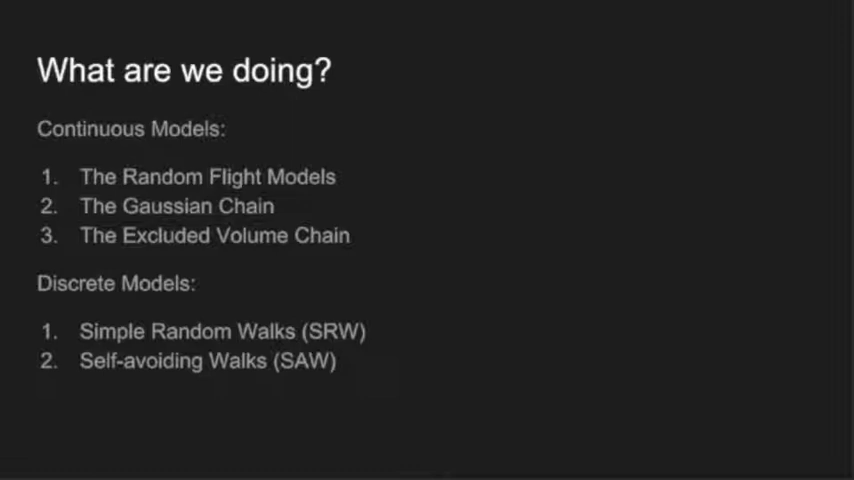 What are we doing?
Continuous Models:
1. The Random Flight Models
2. The Gaussian Chain
3. The Excluded Volume Chain
Discrete Models:
1. Simple Random Walks (SRW)
2. Self-avoiding Walks (SAW)